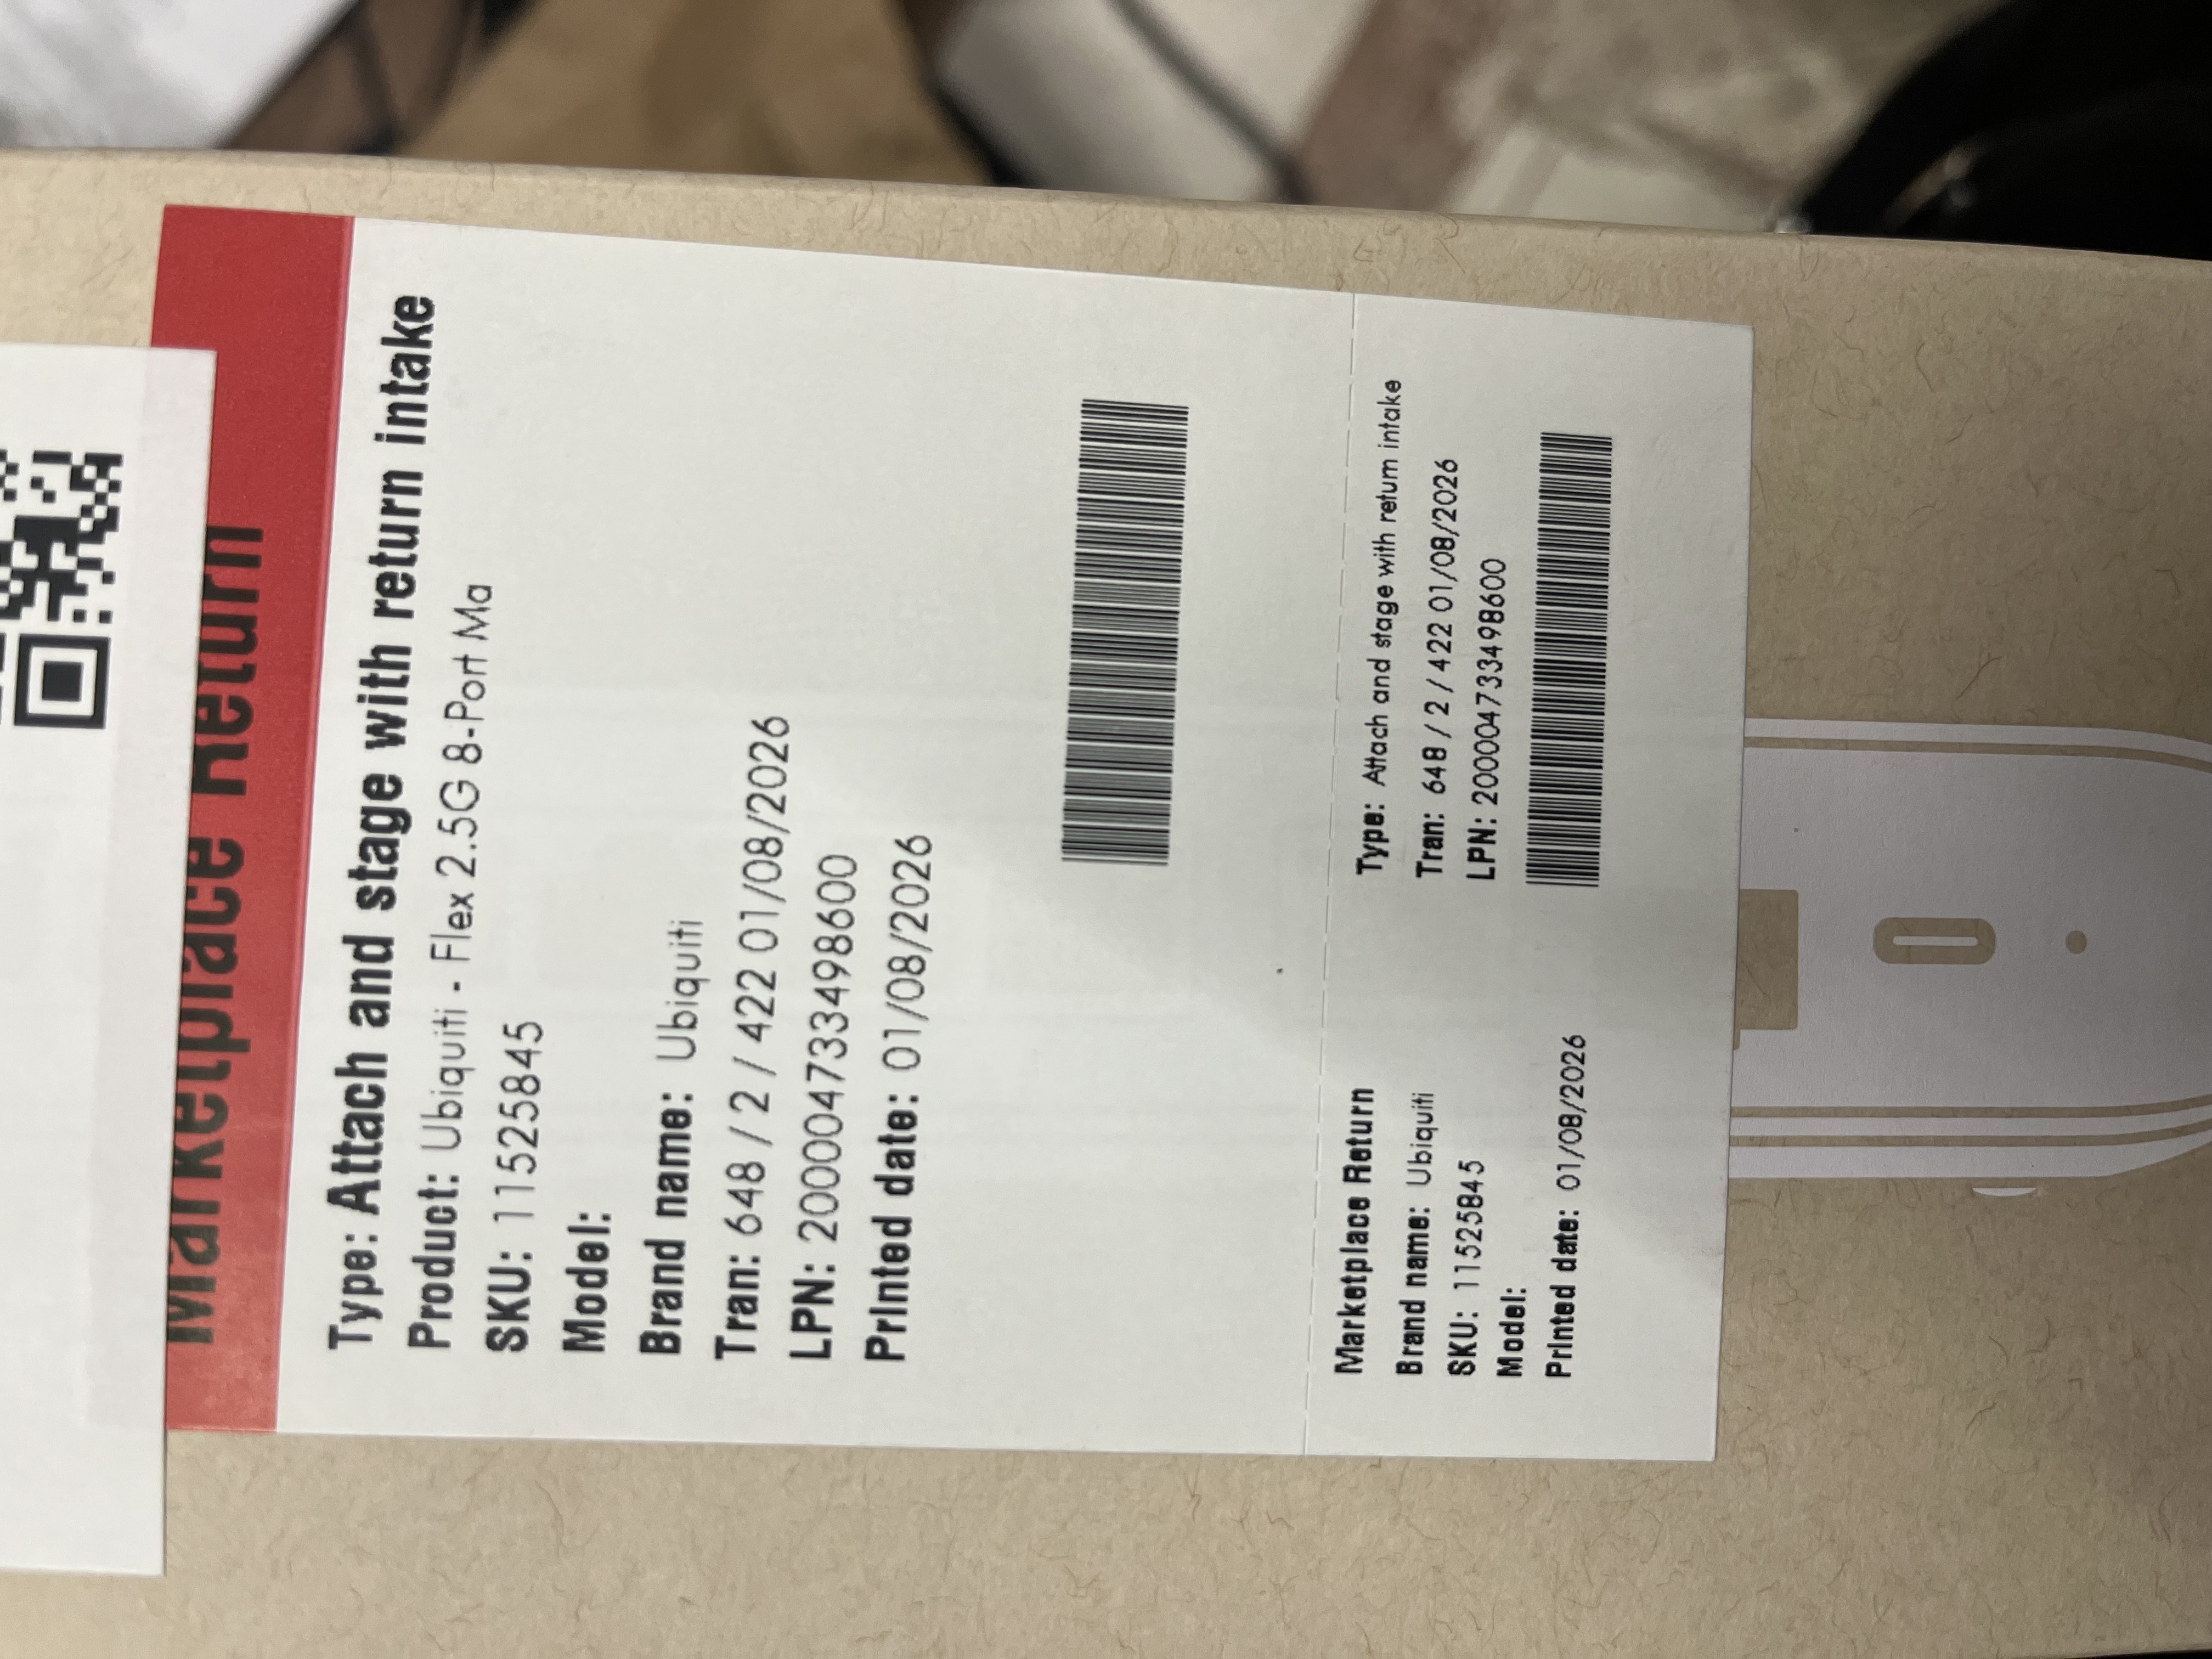 Marketplace Return
Type: Attach and stage with return intake
Product: Ubiquiti - Flex 2.5G 8-Port Ma
SKU: 11525845
Model:
Brand name: Ubiquiti
Tran: 648 / 2 / 422 01/08/2026
LPN: 20000473349​8600
Printed date: 01/08/2026
Marketplace Return
Brand name: Ubiquiti
SKU: 11525845
Model:
Printed date: 01/08/2026
Type: Attach and stage with return intake
Tran: 648 / 2 / 422 01/08/2026
LPN: 200004733498600